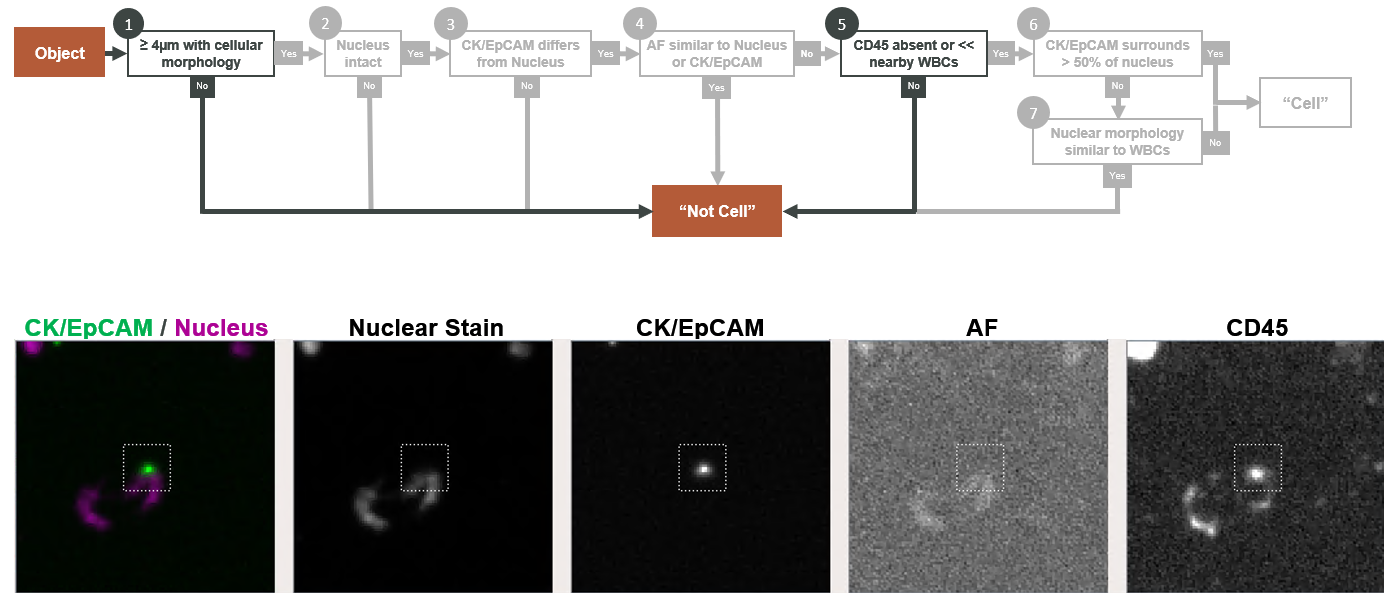 Object
1
≥ 4μm with cellular
morphology
Yes
No
2
Nucleus
intact
Yes
No
3
CK/EpCAM differs
from Nucleus
Yes
No
4
AF similar to Nucleus
or CK/EpCAM
No
Yes
5
CD45 absent or <<
nearby WBCs
Yes
No
6
CK/EpCAM surrounds
> 50% of nucleus
Yes
No
7
Nuclear morphology
similar to WBCs
No
Yes
“Cell”
“Not Cell”
CK/EpCAM / Nucleus
Nuclear Stain
CK/EpCAM
AF
CD45